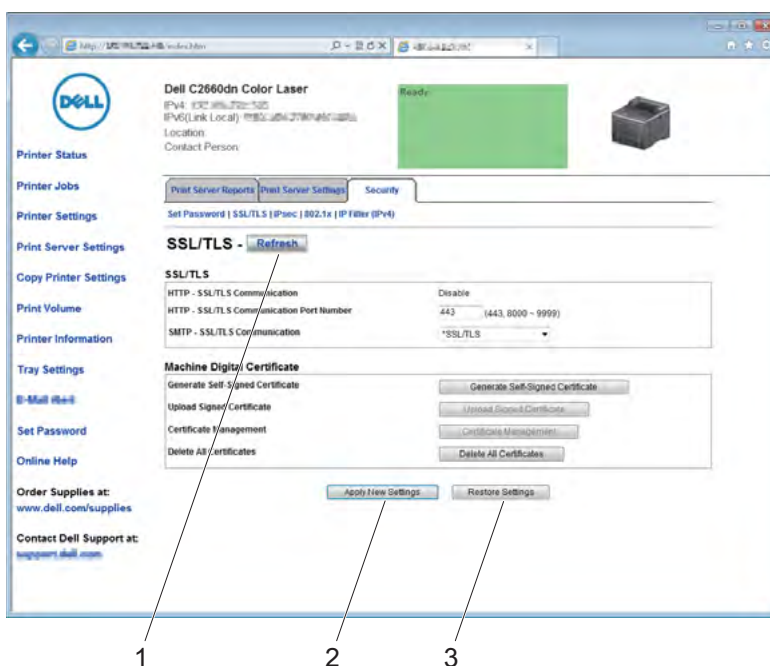 http://
index.htm
DELL
Dell C2660dn Color Laser
IPv4:
IPv6(Link Local):
Location:
Contact Person:
Ready
Printer Status
Printer Jobs
Printer Settings
Print Server Settings
Copy Printer Settings
Print Volume
Printer Information
Tray Settings
Set Password
Online Help
Order Supplies at:
www.dell.com/supplies
Contact Dell Support at:
support.dell.com
Print Server Reports Print Server Settings Security
Set Password | SSL/TLS | IPsec | 802.1x | IP Filter (IPv4)
SSL/TLS - Refresh
SSL/TLS
HTTP - SSL/TLS Communication Disable
HTTP - SSL/TLS Communication Port Number 443 (443, 8000 ~ 9999)
SMTP - SSL/TLS Communication *SSL/TLS
Machine Digital Certificate
Generate Self-Signed Certificate Generate Self-Signed Certificate
Upload Signed Certificate Upload Signed Certificate
Certificate Management Certificate Management
Delete All Certificates Delete All Certificates
Apply New Settings Restore Settings
1 2 3